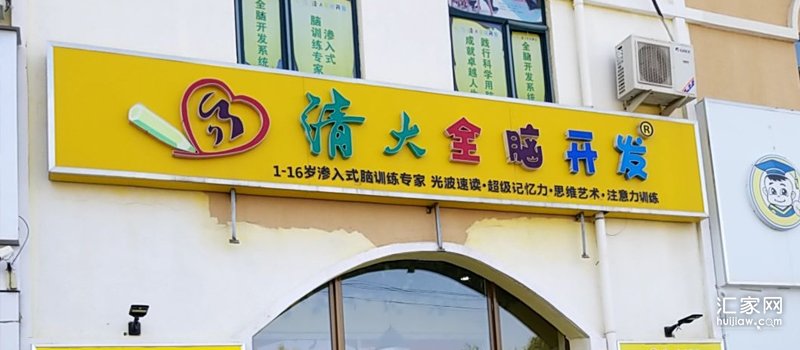 渗入式
脑训练专家
全脑开发系统
践行科学用脑
成就卓越人生
全脑开发系统
清大全脑开发®
1-16岁渗入式脑训练专家 光波速读·超级记忆力·思维艺术·注意力训练
汇家网
huijiaw.com